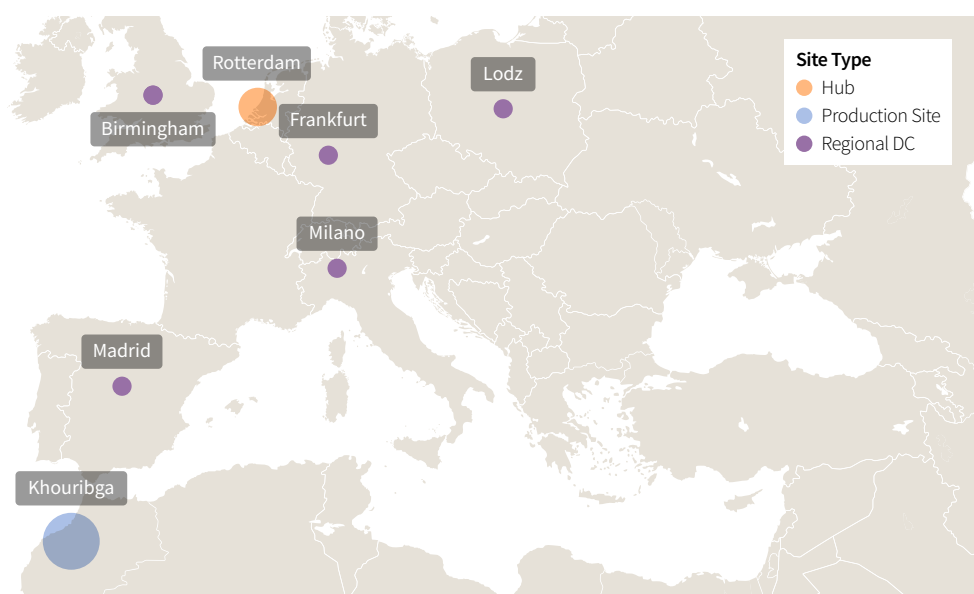 Rotterdam
Lodz
Site Type
Hub
Production Site
Regional DC
Birmingham
Frankfurt
Milano
Madrid
Khouribga